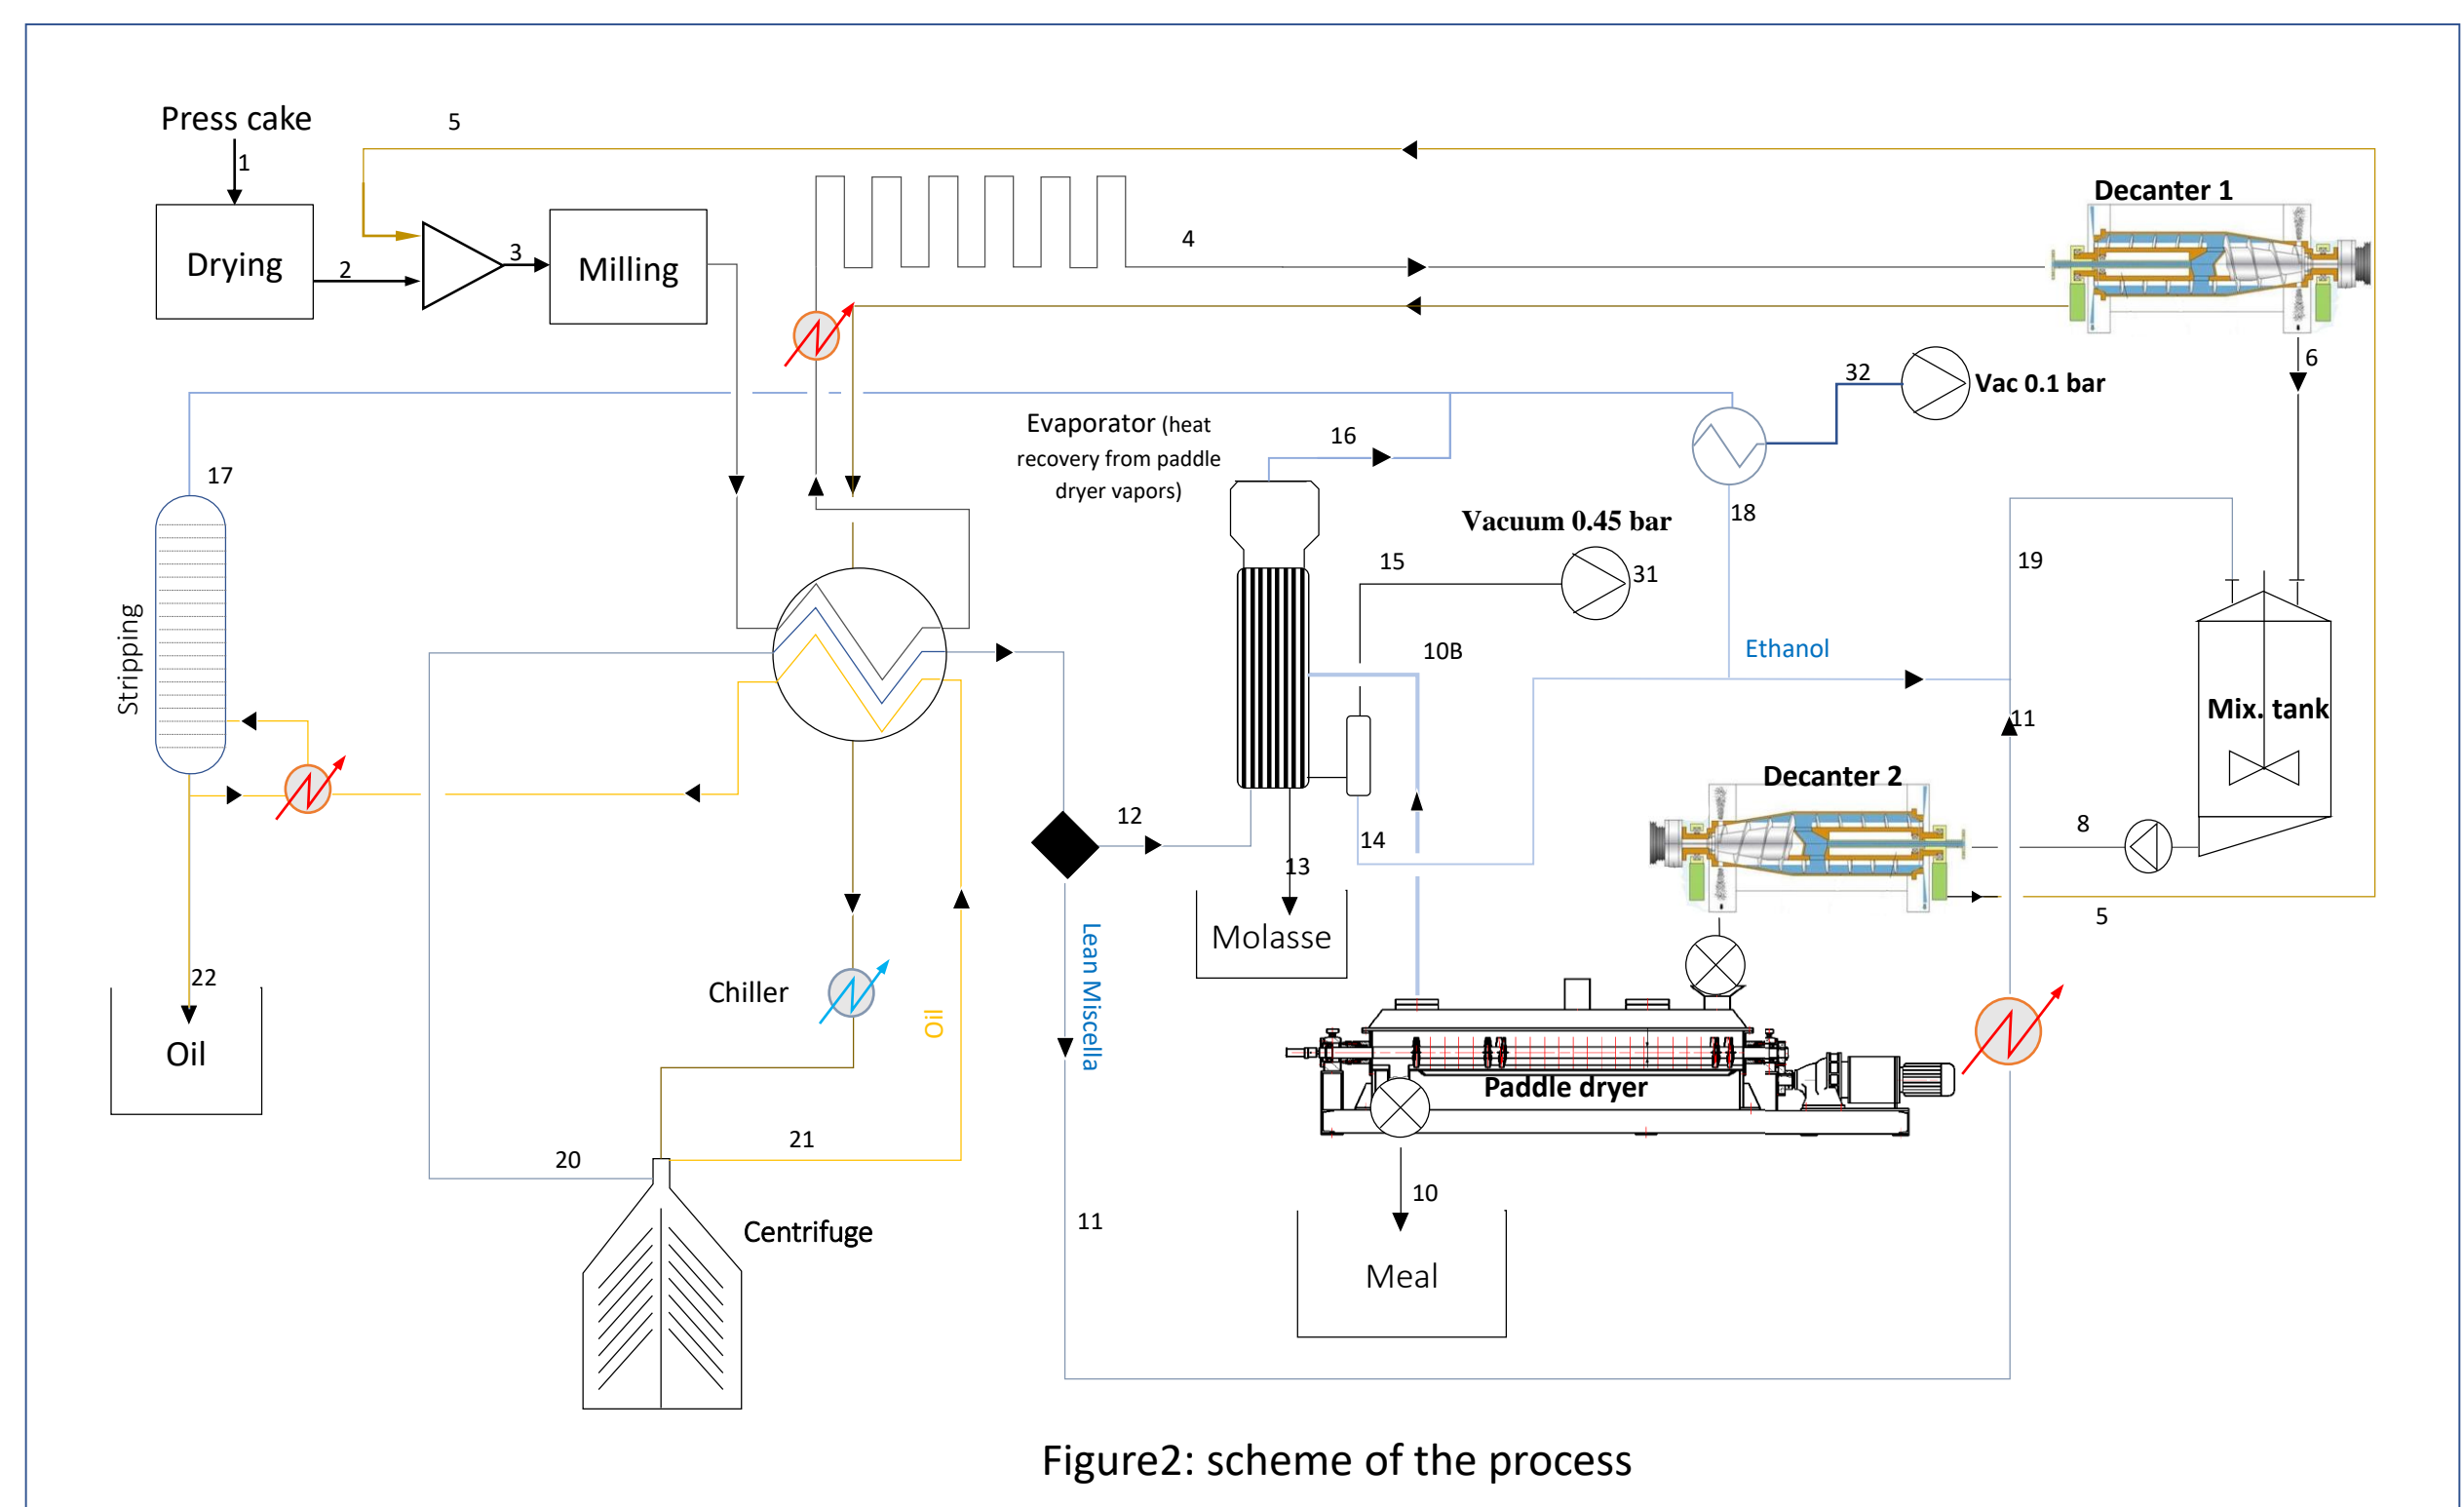 Press cake
5
1
Decanter 1
Drying
2
3
Milling
4
6
32
Vac 0.1 bar
Evaporator (heat
recovery from paddle
dryer vapors)
16
17
18
Vacuum 0.45 bar
15
31
19
Stripping
10B
Ethanol
Mix. tank
11
Decanter 2
12
14
8
13
Molasse
5
22
Oil
Chiller
Oil
Lean Miscella
Paddle dryer
20
21
10
11
Centrifuge
Meal
Figure2: scheme of the process